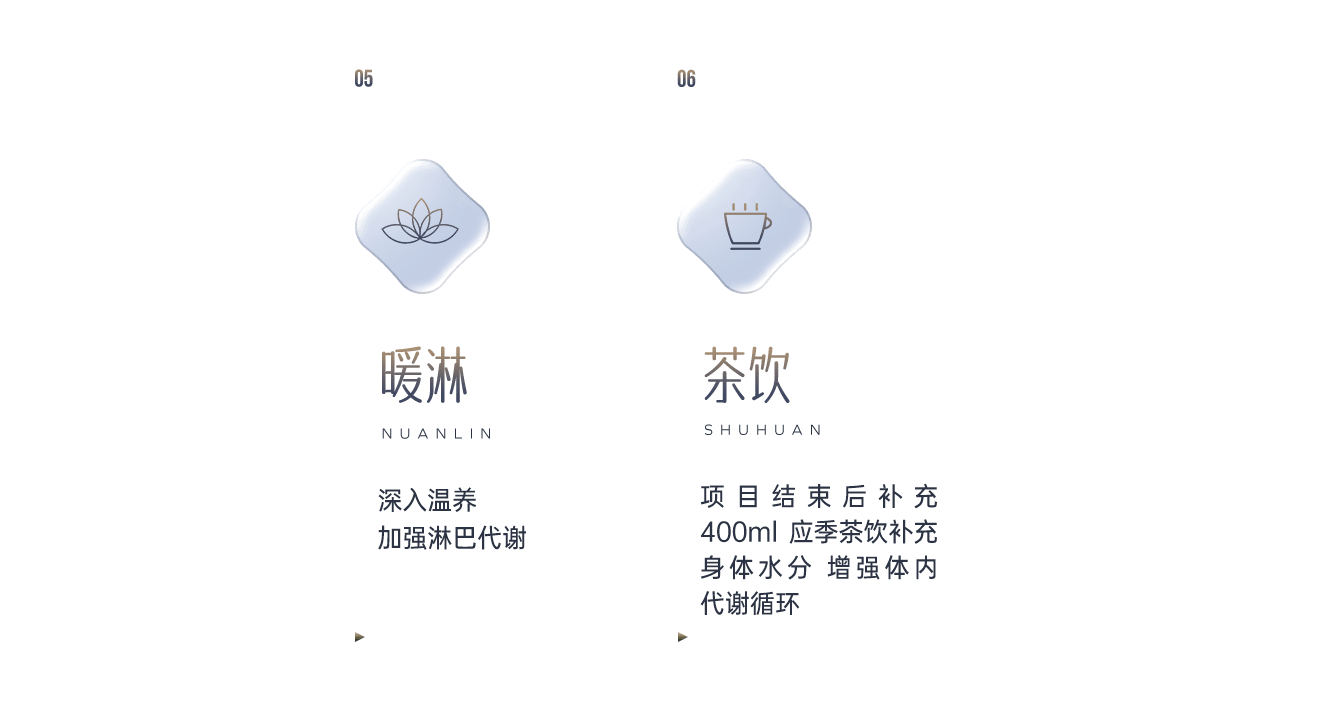 05
暖淋
NUANLIN
深入温养
加强淋巴代谢
06
茶饮
SHUHUAN
项目结束后补充
400ml 应季茶饮补充
身体水分 增强体内
代谢循环